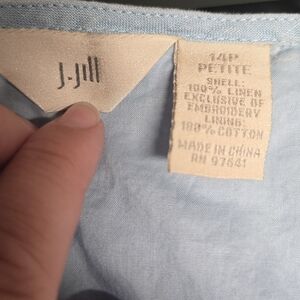 J.Jill
14P
PETITE
SHELL:
100% LINEN
EXCLUSIVE OF
EMBROIDERY
LINING:
100% COTTON
MADE IN CHINA
RN 97641